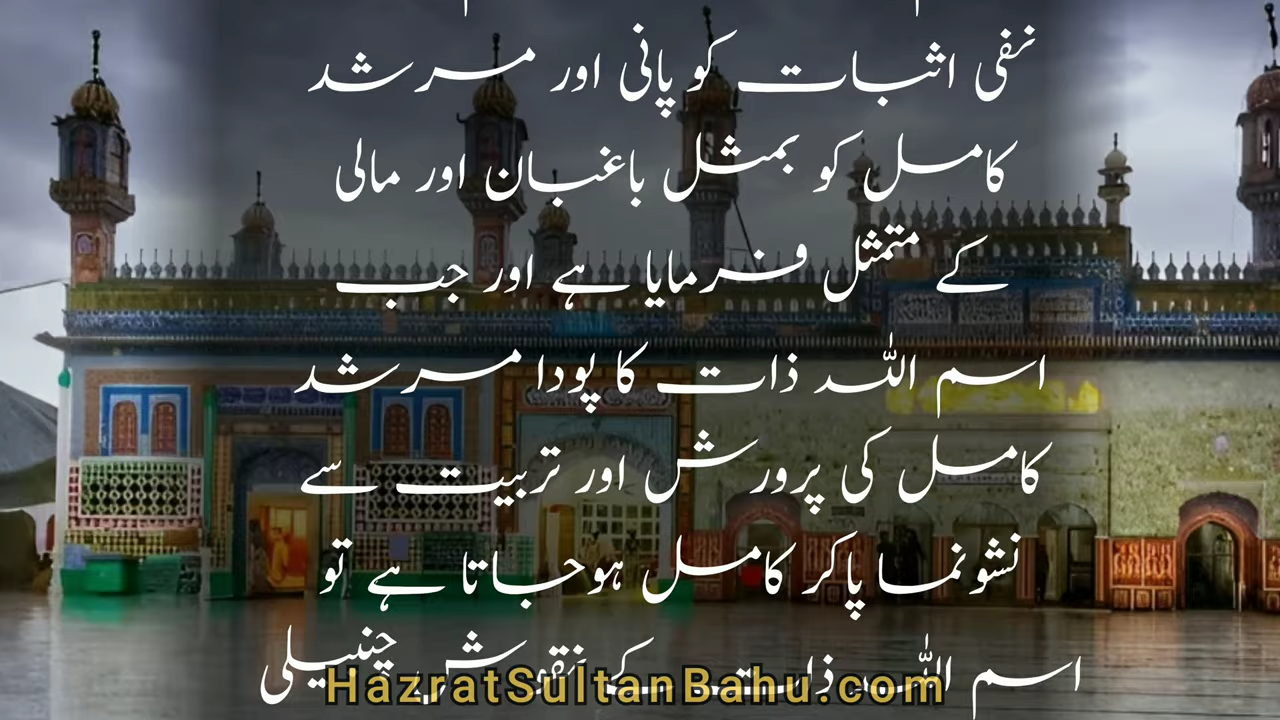 نفی اثبات کو پانی اور مرشد
کامل کو بمثل باغبان اور مالی
کے متمثل فرمایا ہے اور جب
اسم اللہ ذات کا پودا مرشد
کامل کی پرورش اور تربیت سے
نشوونما پاکر کامل ہوجاتا ہے تو
اسم اللہ ذات کے نقوش چنبیلی
HazratSultanBahu.com